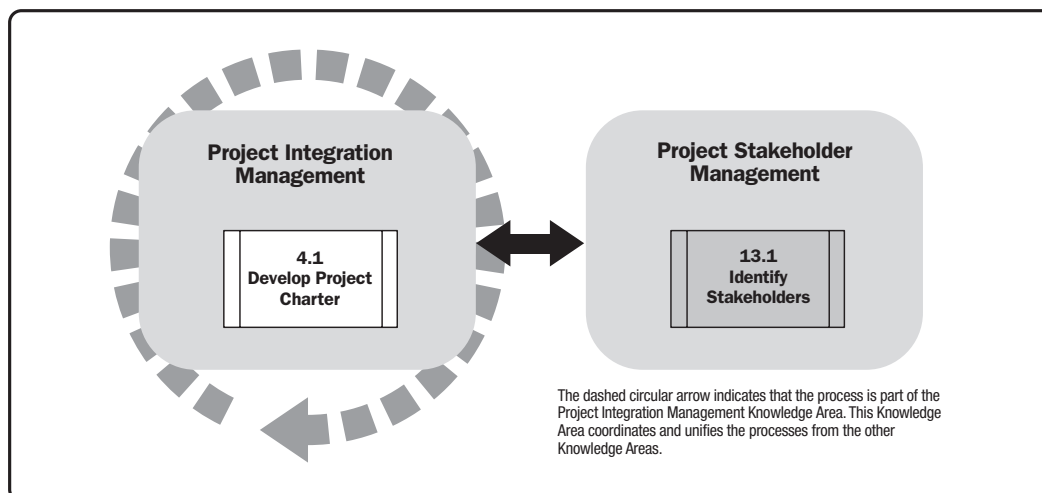 Project Integration
Management
4.1
Develop Project
Charter
Project Stakeholder
Management
13.1
Identify
Stakeholders
The dashed circular arrow indicates that the process is part of the
Project Integration Management Knowledge Area. This Knowledge
Area coordinates and unifies the processes from the other
Knowledge Areas.